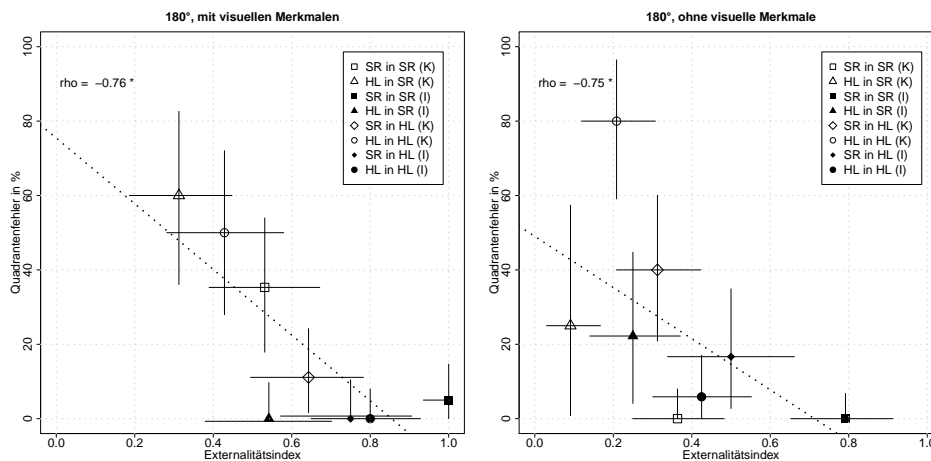 180°, mit visuellen Merkmalen
Quadrantenfehler in %
100
80
60
40
20
0
rho = −0.76 *
SR in SR (K)
HL in SR (K)
SR in SR (I)
HL in SR (I)
SR in HL (K)
HL in HL (K)
SR in HL (I)
HL in HL (I)
0.0 0.2 0.4 0.6 0.8 1.0
Externalitätsindex
180°, ohne visuelle Merkmale
Quadrantenfehler in %
100
80
60
40
20
0
rho = −0.75 *
SR in SR (K)
HL in SR (K)
SR in SR (I)
HL in SR (I)
SR in HL (K)
HL in HL (K)
SR in HL (I)
HL in HL (I)
0.0 0.2 0.4 0.6 0.8 1.0
Externalitätsindex